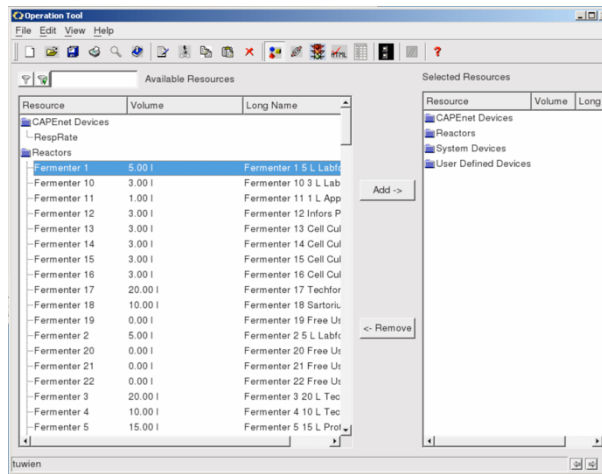 Operation Tool
File Edit View Help
HTML
?
Available Resources
Selected Resources
Resource Volume Long Name
CAPEnet Devices
RespRate
Reactors
Fermenter 1 5.00 l Fermenter 1 5 L Labfo
Fermenter 10 3.00 l Fermenter 10 3 L Lab
Fermenter 11 1.00 l Fermenter 11 1 L App
Fermenter 12 3.00 l Fermenter 12 Infors P
Fermenter 13 3.00 l Fermenter 13 Cell Cul
Fermenter 14 3.00 l Fermenter 14 Cell Cul
Fermenter 15 3.00 l Fermenter 15 Cell Cul
Fermenter 16 3.00 l Fermenter 16 Cell Cul
Fermenter 17 20.00 l Fermenter 17 Techfor
Fermenter 18 10.00 l Fermenter 18 Sartoriu
Fermenter 19 0.00 l Fermenter 19 Free Us
Fermenter 2 5.00 l Fermenter 2 5 L Labfo
Fermenter 20 0.00 l Fermenter 20 Free Us
Fermenter 21 0.00 l Fermenter 21 Free Us
Fermenter 22 0.00 l Fermenter 22 Free Us
Fermenter 3 20.00 l Fermenter 3 20 L Tec
Fermenter 4 10.00 l Fermenter 4 10 L Tec
Fermenter 5 15.00 l Fermenter 5 15 L Prot
Add ->
<- Remove
Resource Volume Long
CAPEnet Devices
Reactors
System Devices
User Defined Devices
tuwien